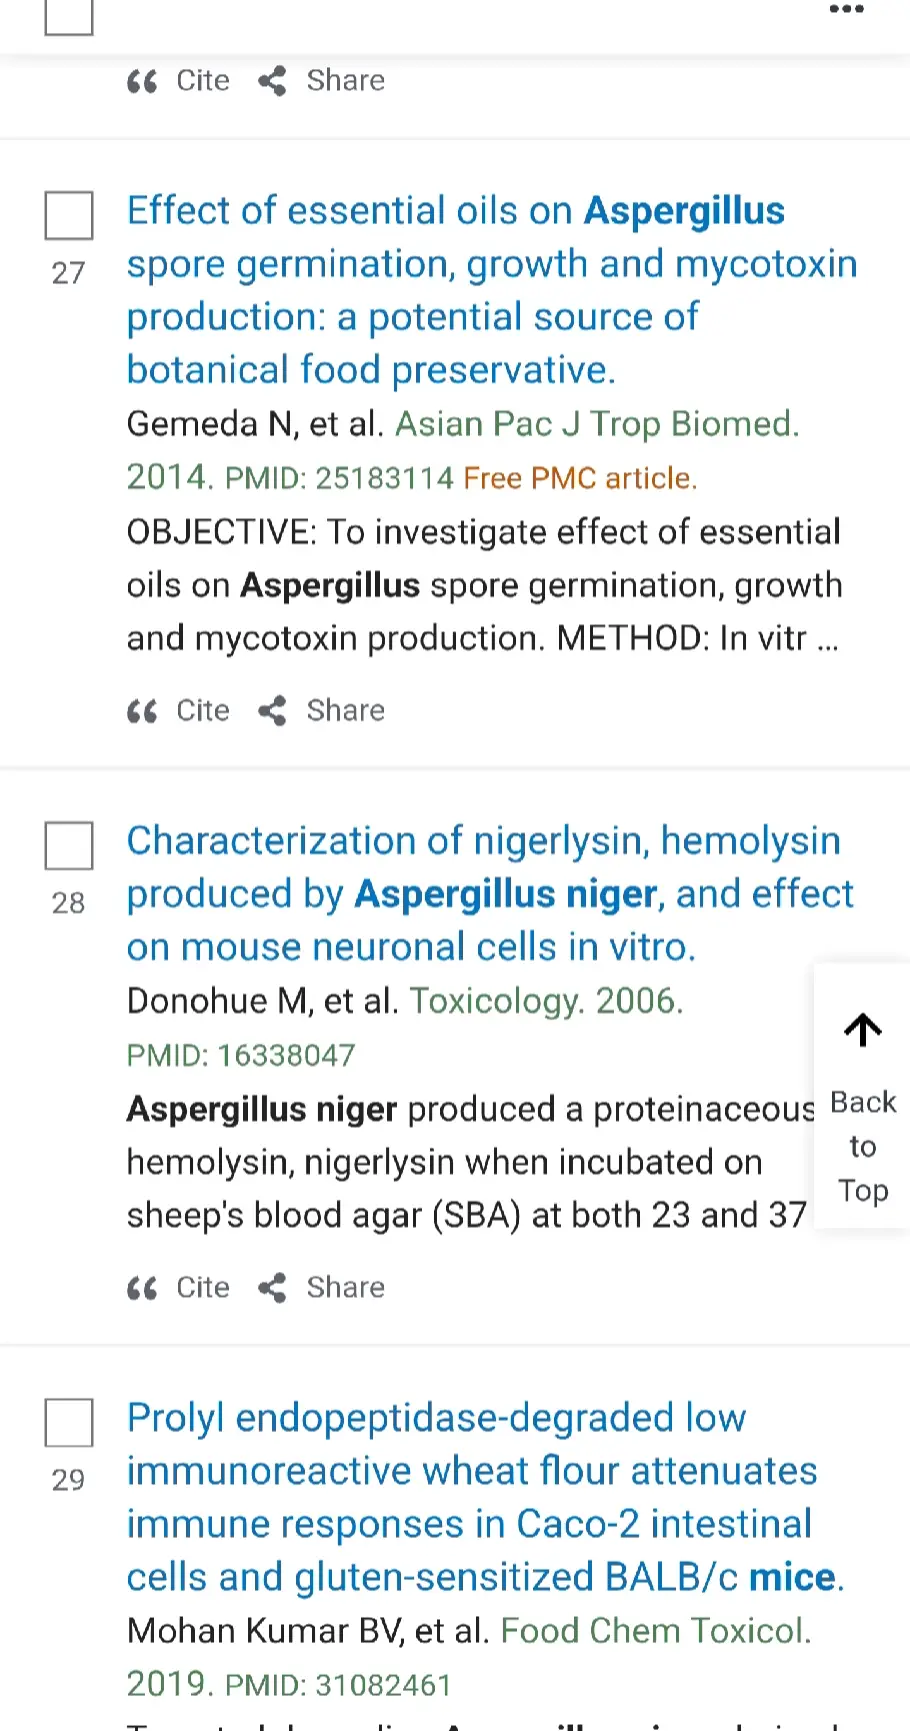 Cite Share
Effect of essential oils on Aspergillus
27
spore germination, growth and mycotoxin
production: a potential source of
botanical food preservative.
Gemeda N, et al. Asian Pac J Trop Biomed.
2014. PMID: 25183114 Free PMC article.
OBJECTIVE: To investigate effect of essential
oils on Aspergillus spore germination, growth
and mycotoxin production. METHOD: In vitr ...
Cite Share
Characterization of nigerlysin, hemolysin
28
produced by Aspergillus niger, and effect
on mouse neuronal cells in vitro.
Donohue M, et al. Toxicology. 2006.
PMID: 16338047
Aspergillus niger produced a proteinaceous
hemolysin, nigerlysin when incubated on
sheep's blood agar (SBA) at both 23 and 37
Back
to
Top
Cite Share
Prolyl endopeptidase-degraded low
29
immunoreactive wheat flour attenuates
immune responses in Caco-2 intestinal
cells and gluten-sensitized BALB/c mice.
Mohan Kumar BV, et al. Food Chem Toxicol.
2019. PMID: 31082461